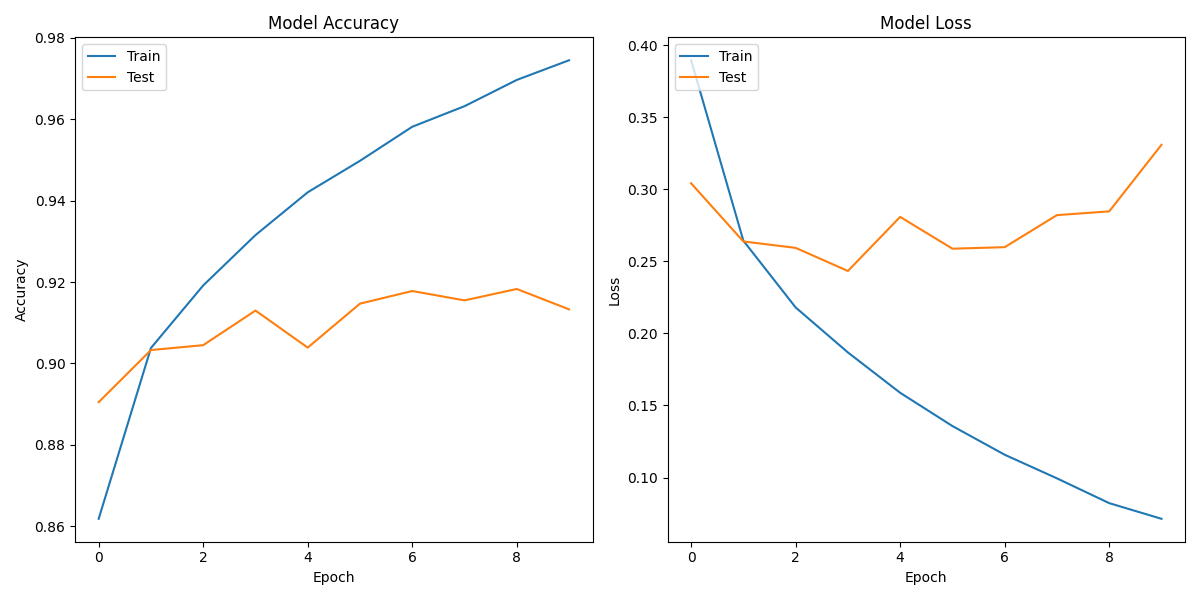 Model Accuracy
Train
Test
0.98
0.96
0.94
0.92
0.90
0.88
0.86
Accuracy
0 2 4 6 8
Epoch
Model Loss
Train
Test
0.40
0.35
0.30
0.25
0.20
0.15
0.10
Loss
0 2 4 6 8
Epoch